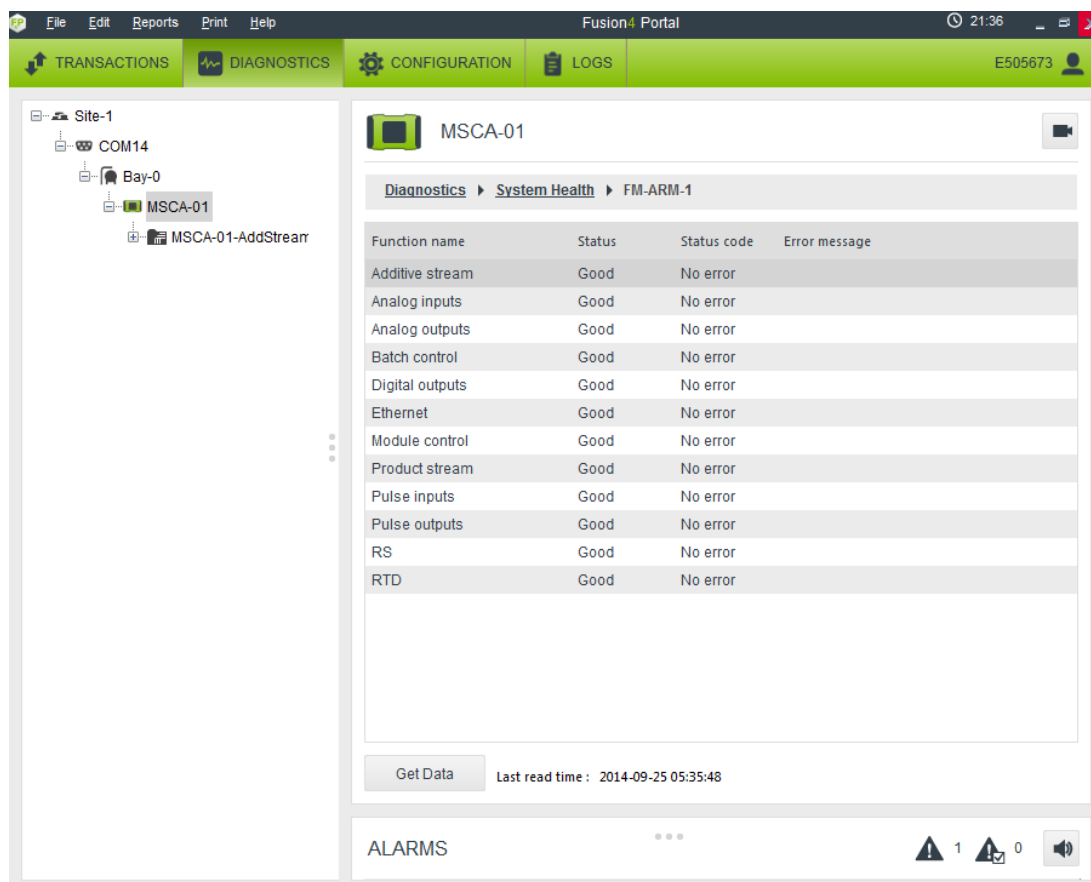 FP File Edit Reports Print Help Fusion4 Portal 21:36
TRANSACTIONS DIAGNOSTICS CONFIGURATION LOGS E505673
Site-1
COM14
Bay-0
MSCA-01
MSCA-01-AddStream
MSCA-01
Diagnostics System Health FM-ARM-1
Function name Status Status code Error message
Additive stream Good No error
Analog inputs Good No error
Analog outputs Good No error
Batch control Good No error
Digital outputs Good No error
Ethernet Good No error
Module control Good No error
Product stream Good No error
Pulse inputs Good No error
Pulse outputs Good No error
RS Good No error
RTD Good No error
Get Data Last read time : 2014-09-25 05:35:48
ALARMS 1 0